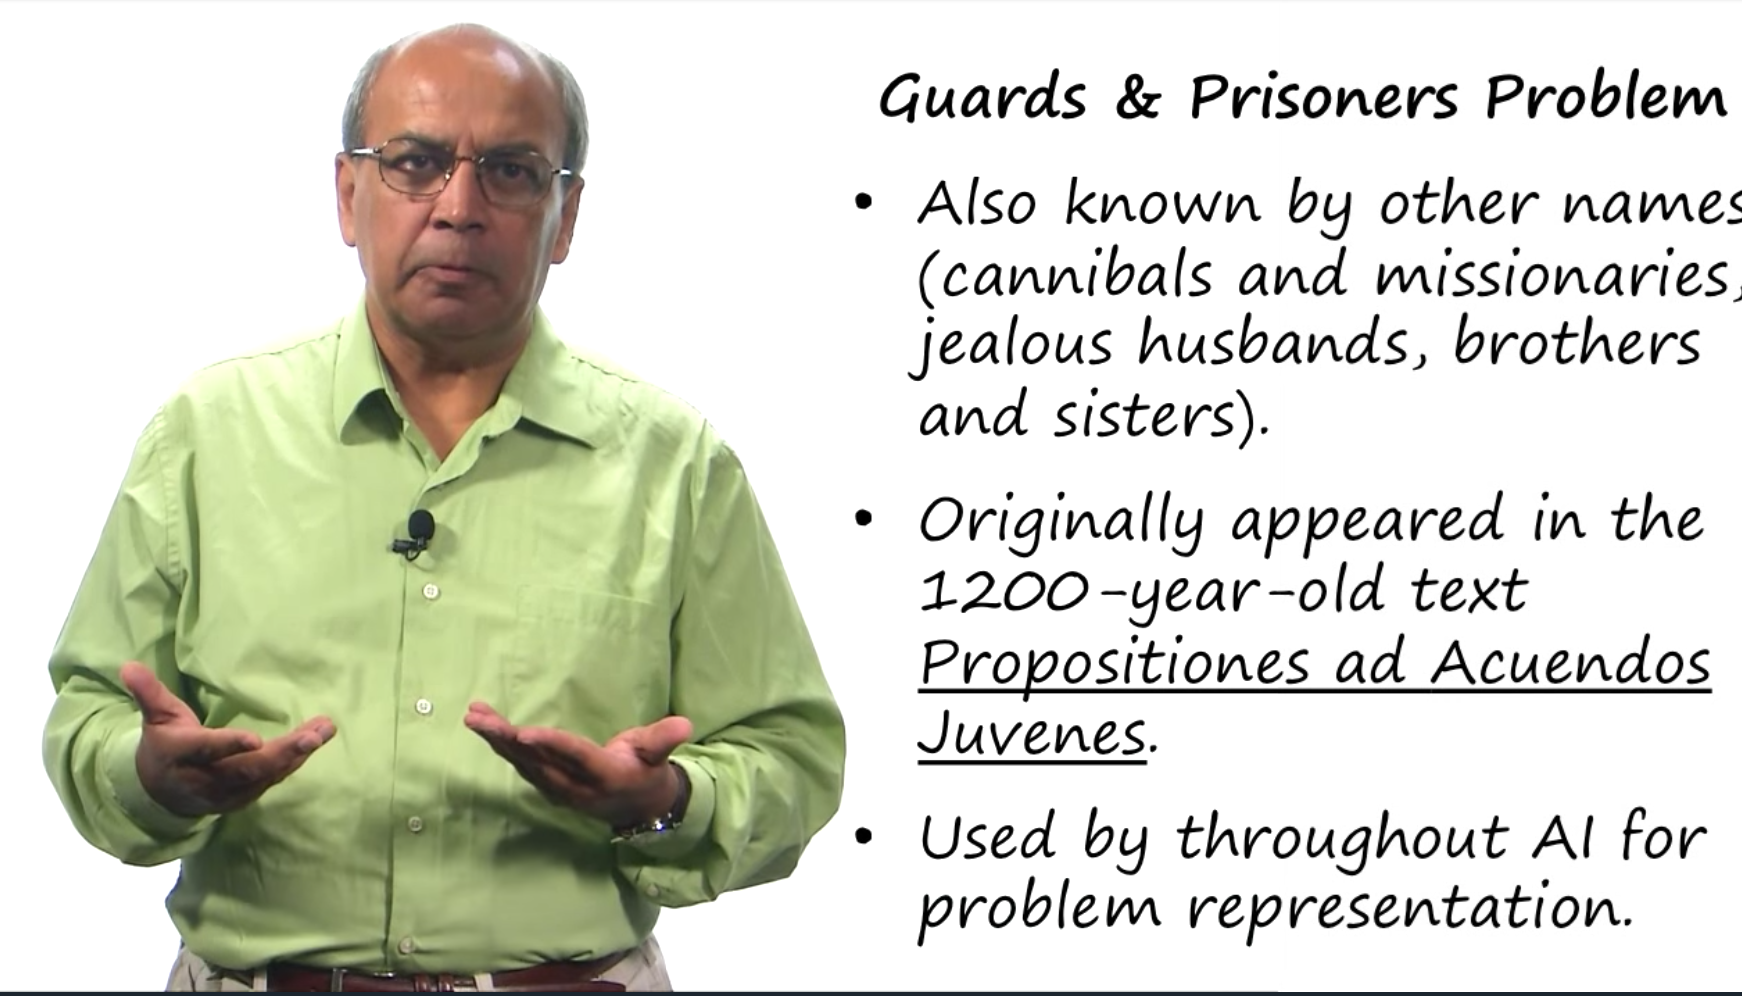 Guards & Prisoners Problem
• Also known by other names
(cannibals and missionaries,
jealous husbands, brothers
and sisters).
• Originally appeared in the
1200-year-old text
Propositiones ad Acuendos
Juvenes.
• Used by throughout AI for
problem representation.